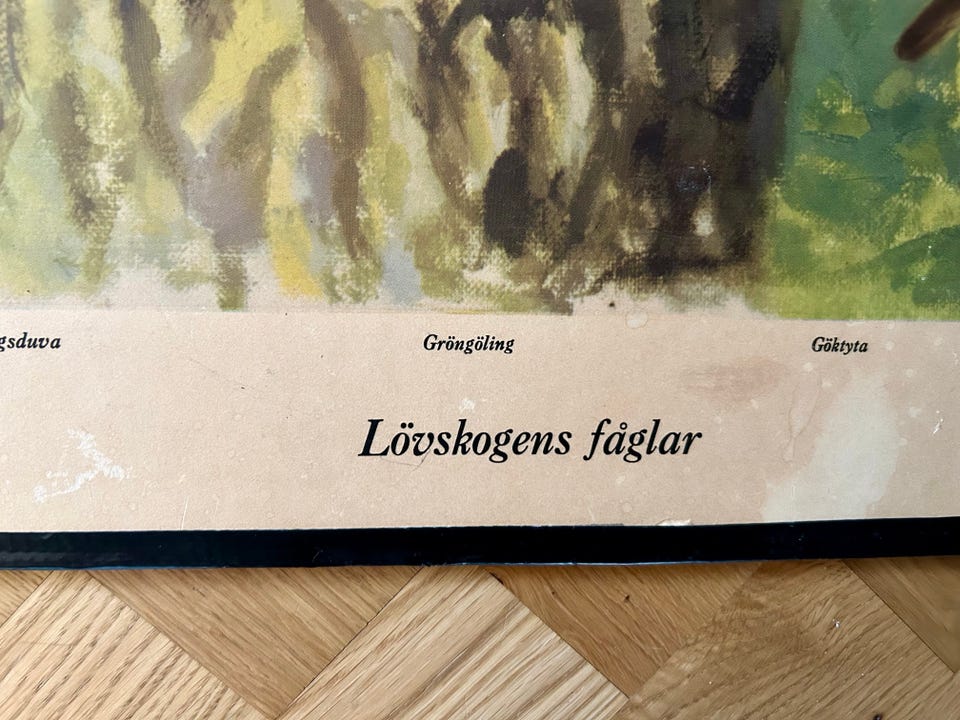 gsduva Gröngöling Göktyta
Lövskogens fåglar